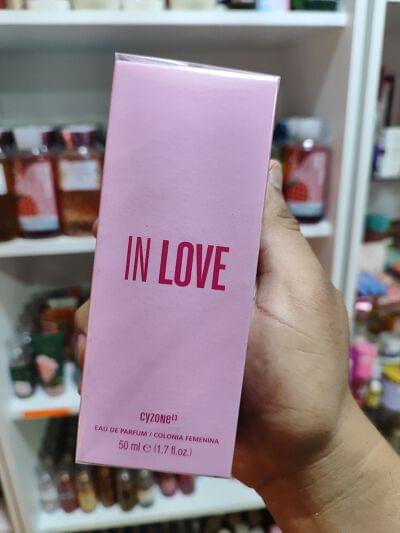 IN LOVE
cyzone
EAU DE PARFUM / COLONIA FEMENINA
50 ml e (1.7 fl.oz.)